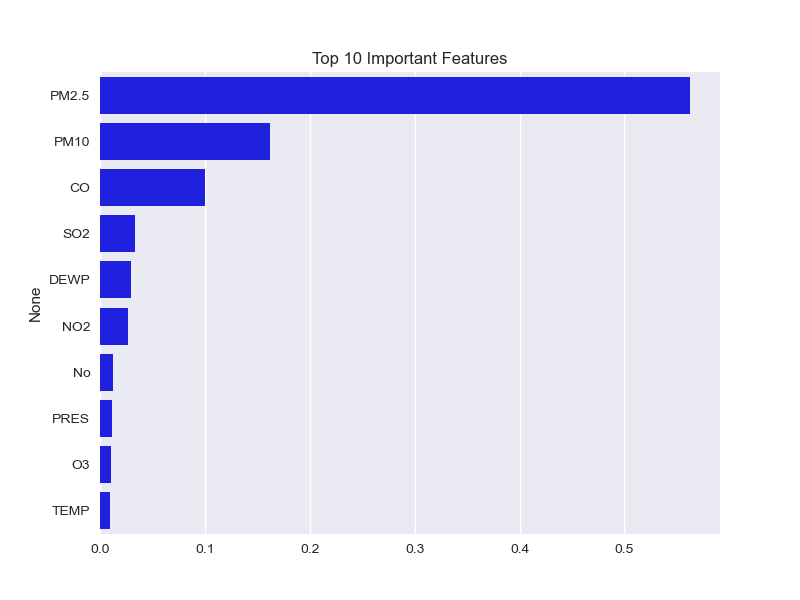 Top 10 Important Features
PM2.5
PM10
CO
SO2
DEWP
NO2
No
PRES
O3
TEMP
None
0.0 0.1 0.2 0.3 0.4 0.5